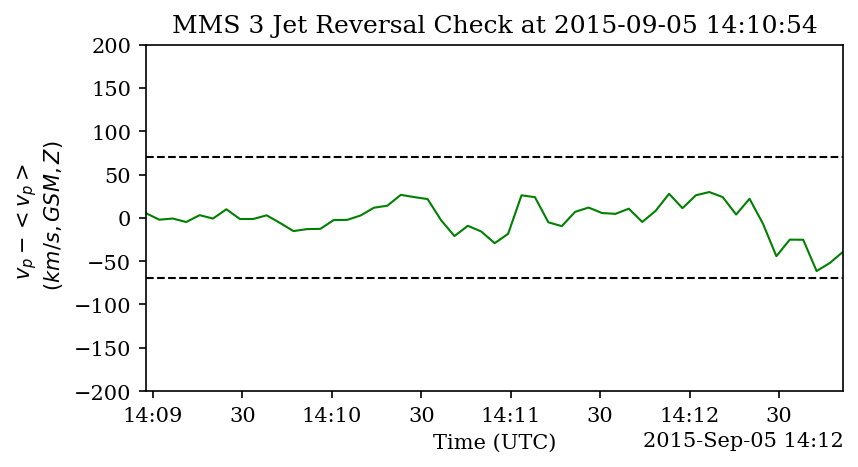 MMS 3 Jet Reversal Check at 2015-09-05 14:10:54
v_p − < v_p >
(km/s, GSM, Z)
200
150
100
50
0
−50
−100
−150
−200
14:09 30 14:10 30 14:11 30 14:12 30
Time (UTC)
2015-Sep-05 14:12